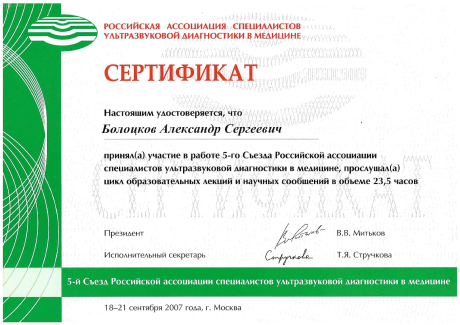 РОССИЙСКАЯ АССОЦИАЦИЯ СПЕЦИАЛИСТОВ
УЛЬТРАЗВУКОВОЙ ДИАГНОСТИКИ В МЕДИЦИНЕ
СЕРТИФИКАТ
Настоящим удостоверяется, что
Болоцков Александр Сергеевич
принял(а) участие в работе 5-го Съезда Российской ассоциации
специалистов ультразвуковой диагностики в медицине, прослушал(а)
цикл образовательных лекций и научных сообщений в объеме 23,5 часов
СЕРТИФИКАТ
Президент В.В. Митьков
Исполнительный секретарь Т.Я. Стручкова
5-й Съезд Российской ассоциации специалистов ультразвуковой диагностики в медицине
18–21 сентября 2007 года, г. Москва